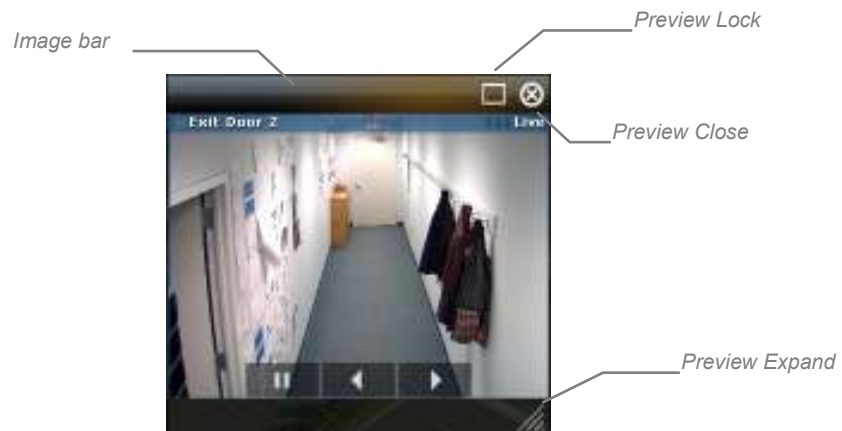 Preview Lock
Image bar
Exit Door 2
Live
Preview Close
Preview Expand